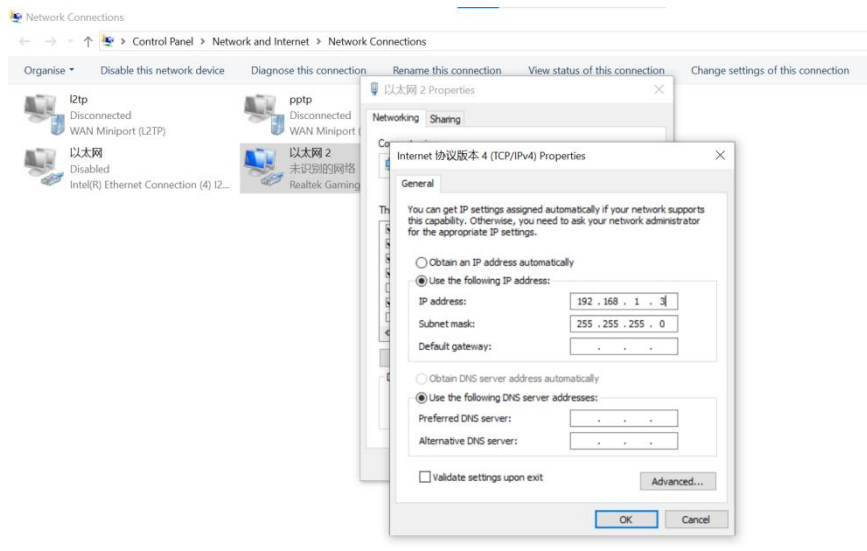 Network Connections
Control Panel > Network and Internet > Network Connections
Organise Disable this network device Diagnose this connection Rename this connection View status of this connection Change settings of this connection
l2tp
Disconnected
WAN Miniport (L2TP)
pptp
Disconnected
WAN Miniport
以太网
Disabled
Intel(R) Ethernet Connection (4) I2...
以太网 2
未识别的网络
Realtek Gaming
以太网 2 Properties
Networking Sharing
Internet 协议版本 4 (TCP/IPv4) Properties
General
You can get IP settings assigned automatically if your network supports
this capability. Otherwise, you need to ask your network administrator
for the appropriate IP settings.
Obtain an IP address automatically
Use the following IP address:
IP address: 192 . 168 . 1 . 3
Subnet mask: 255 . 255 . 255 . 0
Default gateway: . . .
Obtain DNS server address automatically
Use the following DNS server addresses:
Preferred DNS server: . . .
Alternative DNS server: . . .
Validate settings upon exit
Advanced...
OK Cancel